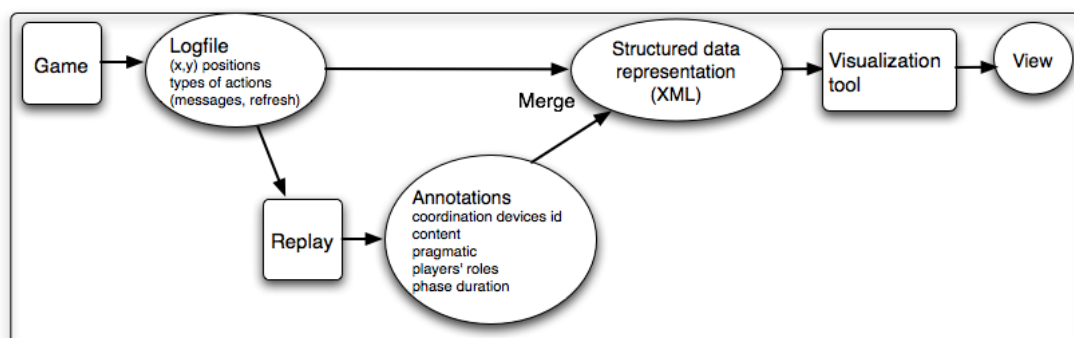 Game
Logfile
(x,y) positions
types of actions
(messages, refresh)
Structured data
representation
(XML)
Visualization
tool
View
Merge
Replay
Annotations
coordination devices id
content
pragmatic
players' roles
phase duration